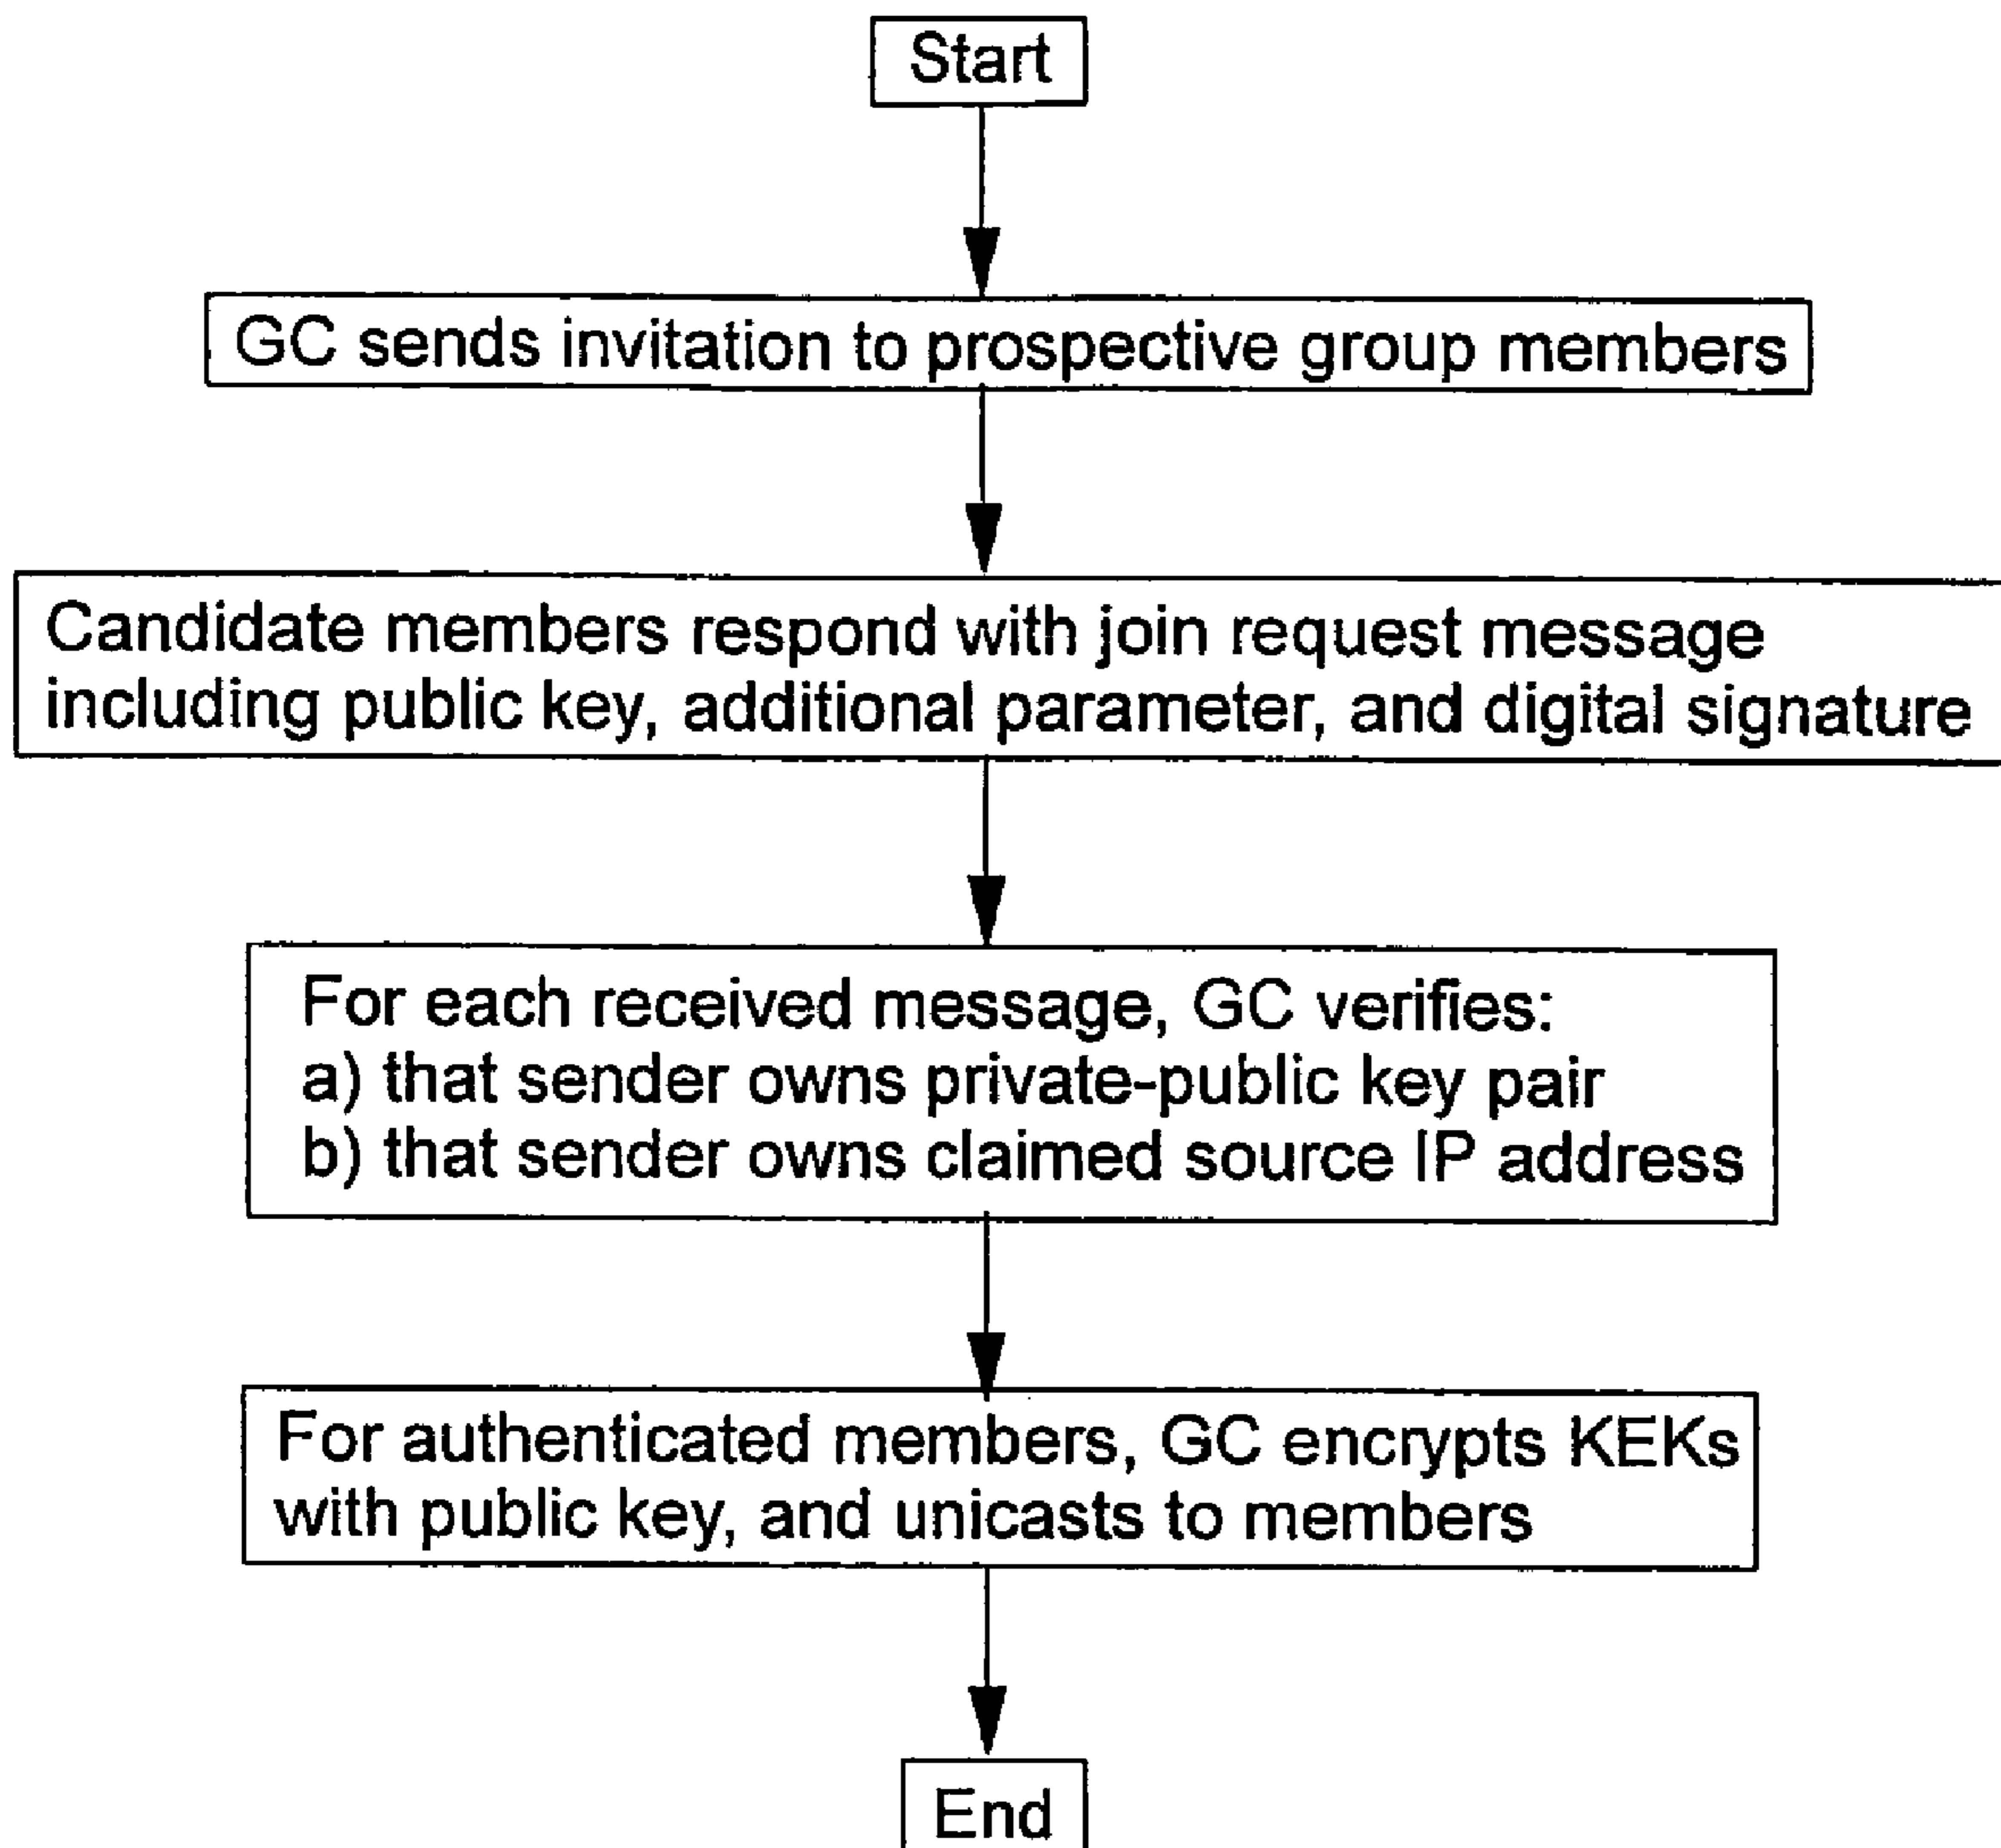 Start
GC sends invitation to prospective group members
Candidate members respond with join request message
including public key, additional parameter, and digital signature
For each received message, GC verifies:
a) that sender owns private-public key pair
b) that sender owns claimed source IP address
For authenticated members, GC encrypts KEKs
with public key, and unicasts to members
End